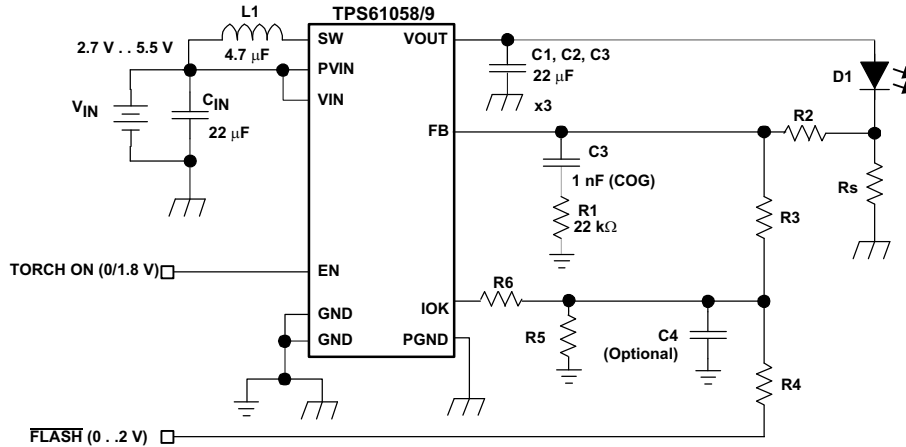 TPS61058/9
L1
4.7 μF
2.7 V . . 5.5 V
SW
VOUT
PVIN
VIN
C1, C2, C3
22 μF
x3
D1
VIN
CIN
22 μF
FB
R2
C3
1 nF (COG)
Rs
R1
22 kΩ
R3
TORCH ON (0/1.8 V)
EN
R6
IOK
GND
GND
PGND
R5
C4
(Optional)
R4
FLASH (0 . .2 V)